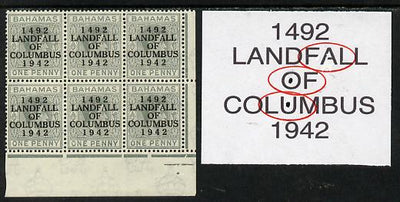 BAHAMAS BAHAMAS BAHAMAS
1492 1492 1492
LANDFALL LANDFALL LANDFALL
OF OF OF
COLUMBUS COLUMBUS COLUMBUS
1942 1942 1942
ONE PENNY ONE PENNY ONE PENNY
BAHAMAS BAHAMAS BAHAMAS
1492 1492 1492
LANDFALL LANDFALL LANDFALL
OF OF OF
COLUMBUS COLUMBUS COLUMBUS
1942 1942 1942
ONE PENNY ONE PENNY ONE PENNY
1492
LANDFALL
OF
COLUMBUS
1942